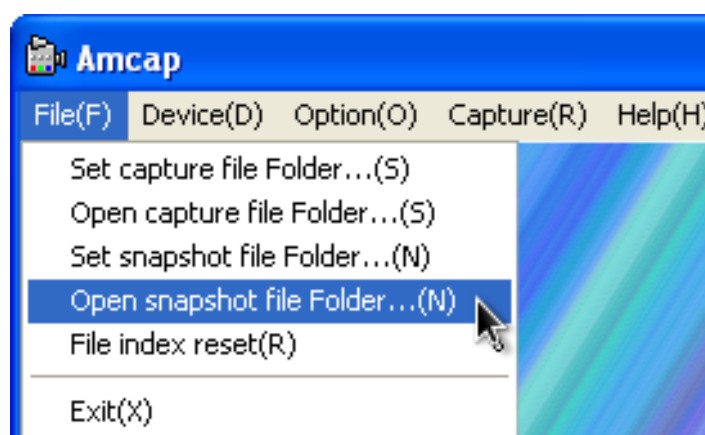 Amcap
File(F) Device(D) Option(O) Capture(R) Help(H)
Set capture file Folder...(S)
Open capture file Folder...(S)
Set snapshot file Folder...(N)
Open snapshot file Folder...(N)
File index reset(R)
Exit(X)